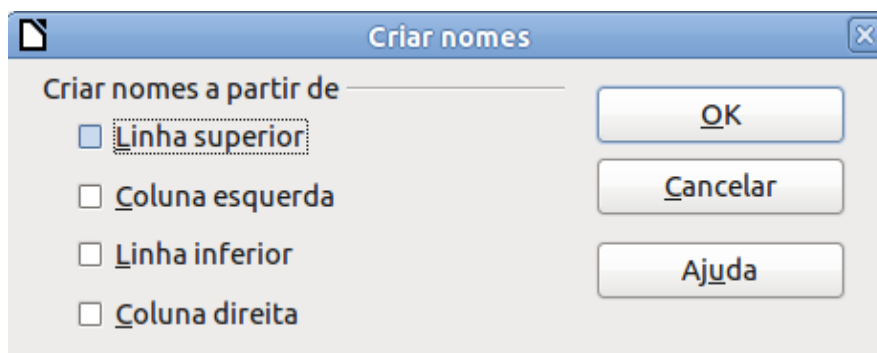 Criar nomes
Criar nomes a partir de
Linha superior
Coluna esquerda
Linha inferior
Coluna direita
OK
Cancelar
Ajuda